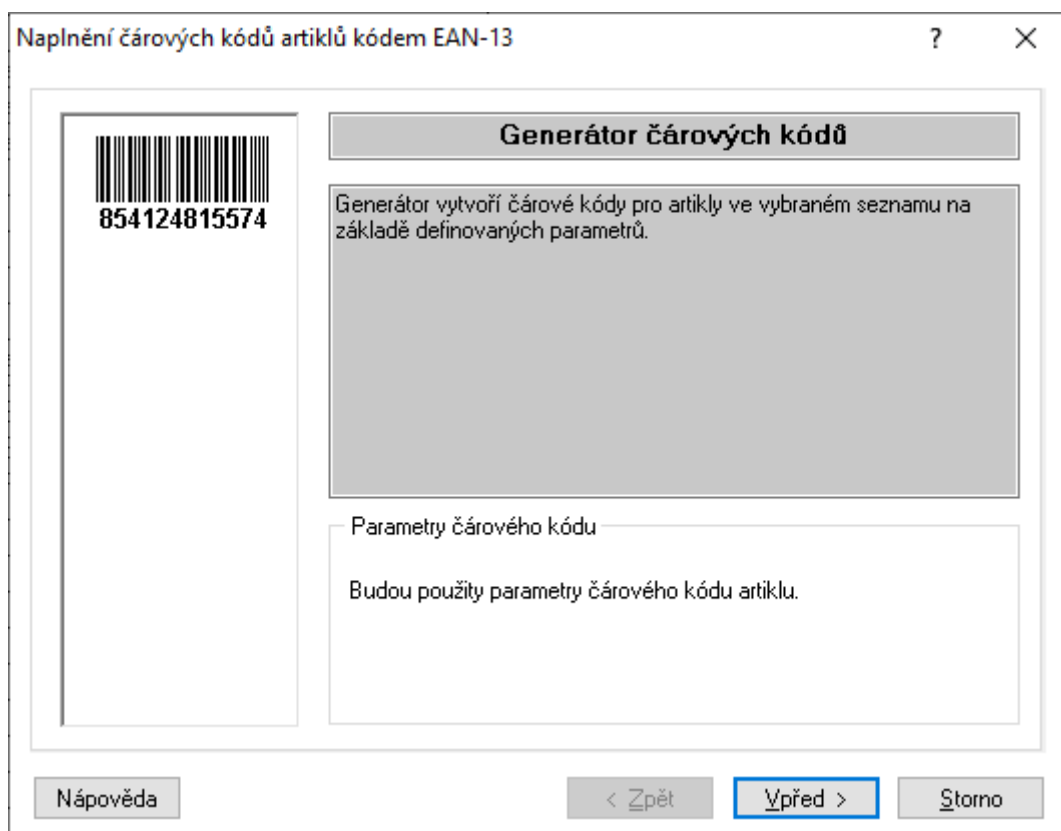 Naplnění čárových kódů artiklů kódem EAN-13
?
854124815574
Generátor čárových kódů
Generátor vytvoří čárové kódy pro artikly ve vybraném seznamu na
základě definovaných parametrů.
Parametry čárového kódu
Budou použity parametry čárového kódu artiklu.
Nápověda
< Zpět
Vpřed >
Storno